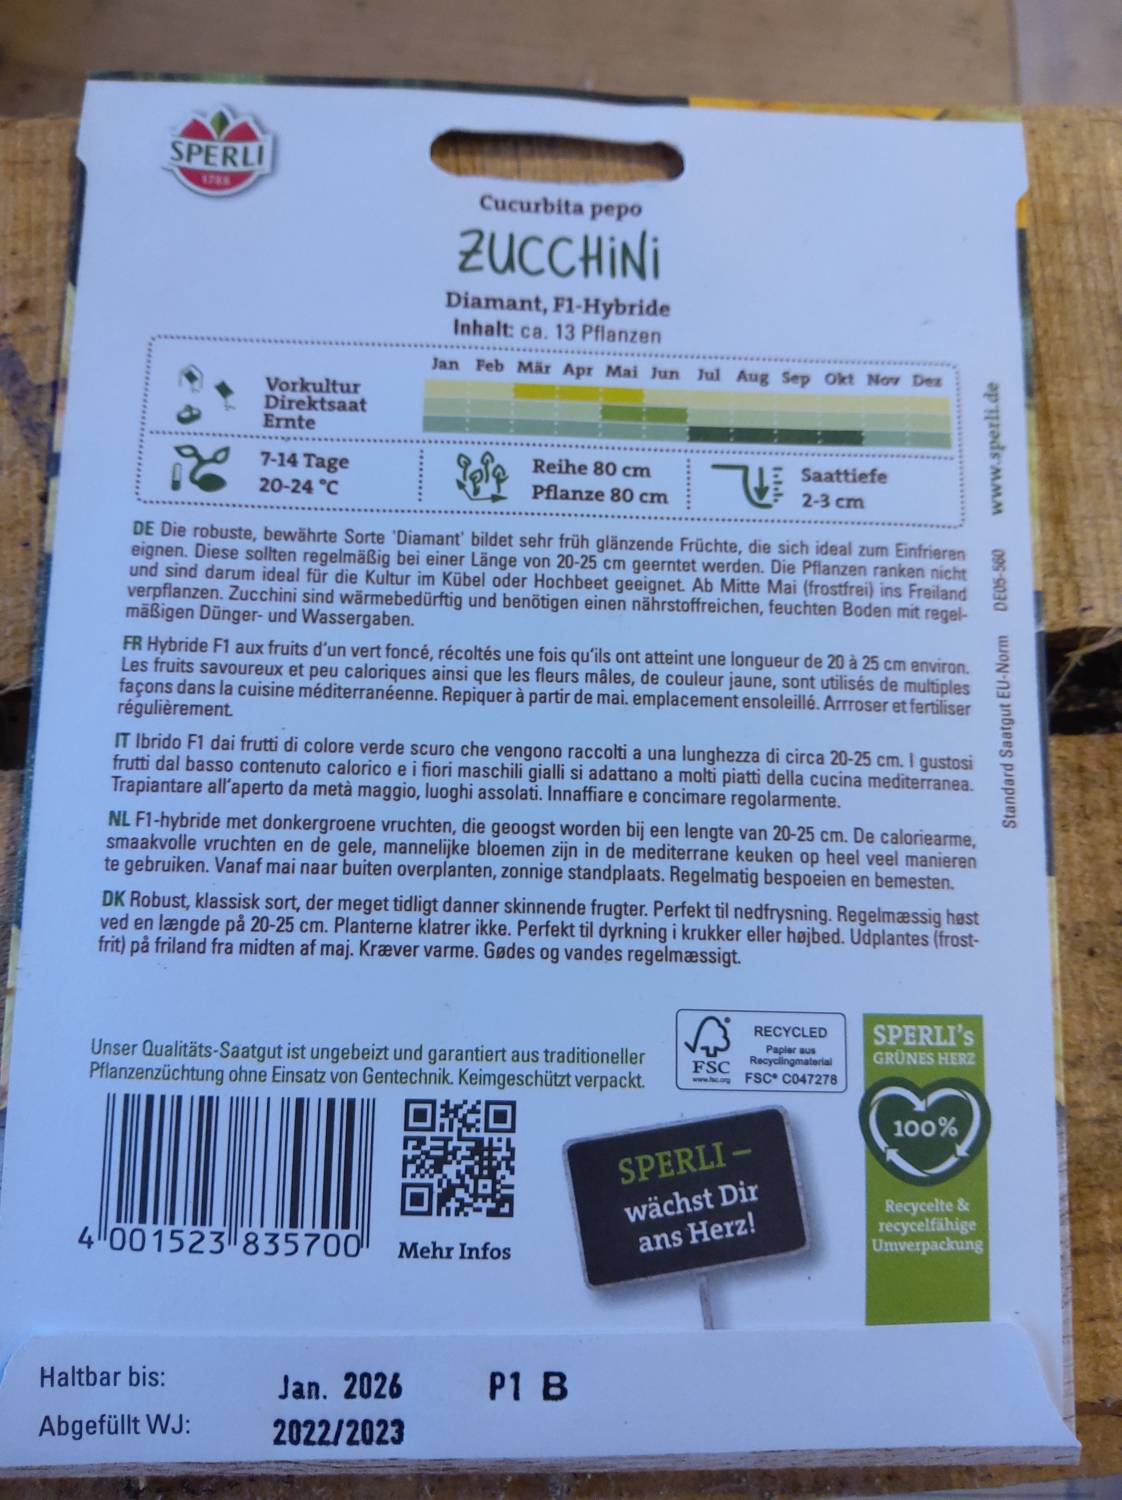 SPERLI
1788
Cucurbita pepo
ZUCCHiNi
Diamant, F1-Hybride
Inhalt: ca. 13 Pflanzen
Jan Feb Mär Apr Mai Jun Jul Aug Sep Okt Nov Dez
Vorkultur
Direktsaat
Ernte
7-14 Tage
20-24 °C
Reihe 80 cm
Pflanze 80 cm
Saattiefe
2-3 cm
DE Die robuste, bewährte Sorte 'Diamant' bildet sehr früh glänzende Früchte, die sich ideal zum Einfrieren
eignen. Diese sollten regelmäßig bei einer Länge von 20-25 cm geerntet werden. Die Pflanzen ranken nicht
und sind darum ideal für die Kultur im Kübel oder Hochbeet geeignet. Ab Mitte Mai (frostfrei) ins Freiland
verpflanzen. Zucchini sind wärmebedürftig und benötigen einen nährstoffreichen, feuchten Boden mit regel-
mäßigen Dünger- und Wassergaben.
FR Hybride F1 aux fruits d'un vert foncé, récoltés une fois qu'ils ont atteint une longueur de 20 à 25 cm environ.
Les fruits savoureux et peu caloriques ainsi que les fleurs mâles, de couleur jaune, sont utilisés de multiples
façons dans la cuisine méditerranéenne. Repiquer à partir de mai. emplacement ensoleillé. Arrroser et fertiliser
régulièrement.
IT Ibrido F1 dai frutti di colore verde scuro che vengono raccolti a una lunghezza di circa 20-25 cm. I gustosi
frutti dal basso contenuto calorico e i fiori maschili gialli si adattano a molti piatti della cucina mediterranea.
Trapiantare all'aperto da metà maggio, luoghi assolati. Innaffiare e concimare regolarmente.
NL F1-hybride met donkergroene vruchten, die geoogst worden bij een lengte van 20-25 cm. De caloriearme,
smaakvolle vruchten en de gele, mannelijke bloemen zijn in de mediterrane keuken op heel veel manieren
te gebruiken. Vanaf mai naar buiten overplanten, zonnige standplaats. Regelmatig bespoeien en bemesten.
DK Robust, klassisk sort, der meget tidligt danner skinnende frugter. Perfekt til nedfrysning. Regelmæssig høst
ved en længde på 20-25 cm. Planterne klatrer ikke. Perfekt til dyrkning i krukker eller højbed. Udplantes (frost-
frit) på friland fra midten af maj. Kræver varme. Gødes og vandes regelmæssigt.
Standard Saatgut EU-Norm DE05-560 www.sperli.de
Unser Qualitäts-Saatgut ist ungebeizt und garantiert aus traditioneller
Pflanzenzüchtung ohne Einsatz von Gentechnik. Keimgeschützt verpackt.
FSC
www.fsc.org
RECYCLED
Papier aus
Recyclingmaterial
FSC® C047278
SPERLI's
GRÜNES HERZ
100%
Recycelte &
recycelfähige
Umverpackung
4 001523 835700
Mehr Infos
SPERLI –
wächst Dir
ans Herz!
Haltbar bis: Jan. 2026 P1 B
Abgefüllt WJ: 2022/2023